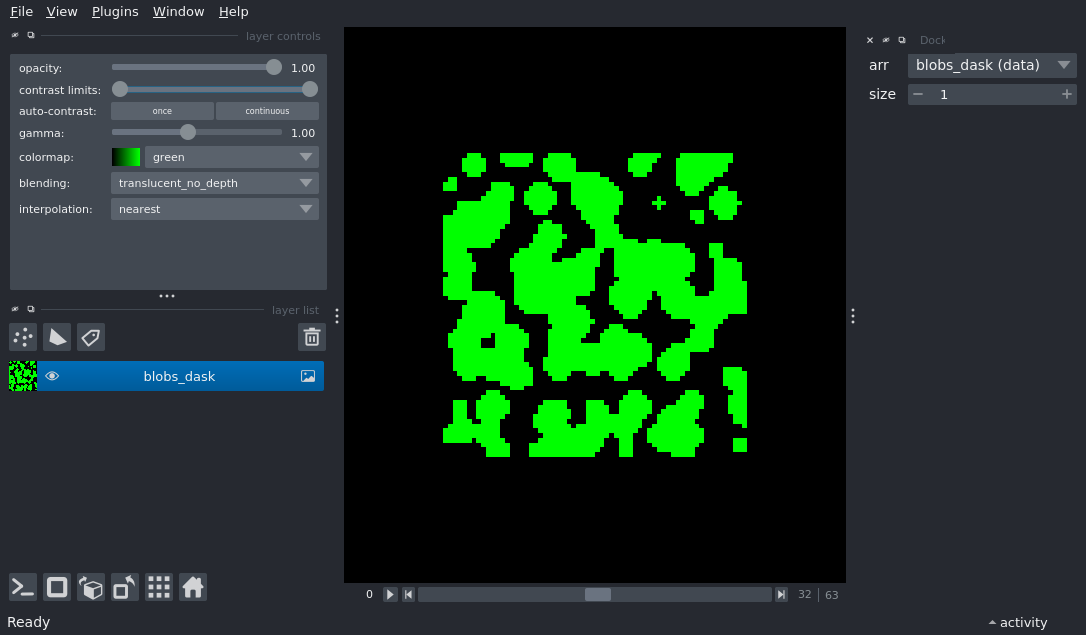 File View Plugins Window Help
layer controls
opacity: 1.00
contrast limits:
auto-contrast: once continuous
gamma: 1.00
colormap: green
blending: translucent_no_depth
interpolation: nearest
layer list
blobs_dask
Dock
arr blobs_dask (data)
size 1
0 32 63
Ready
activity